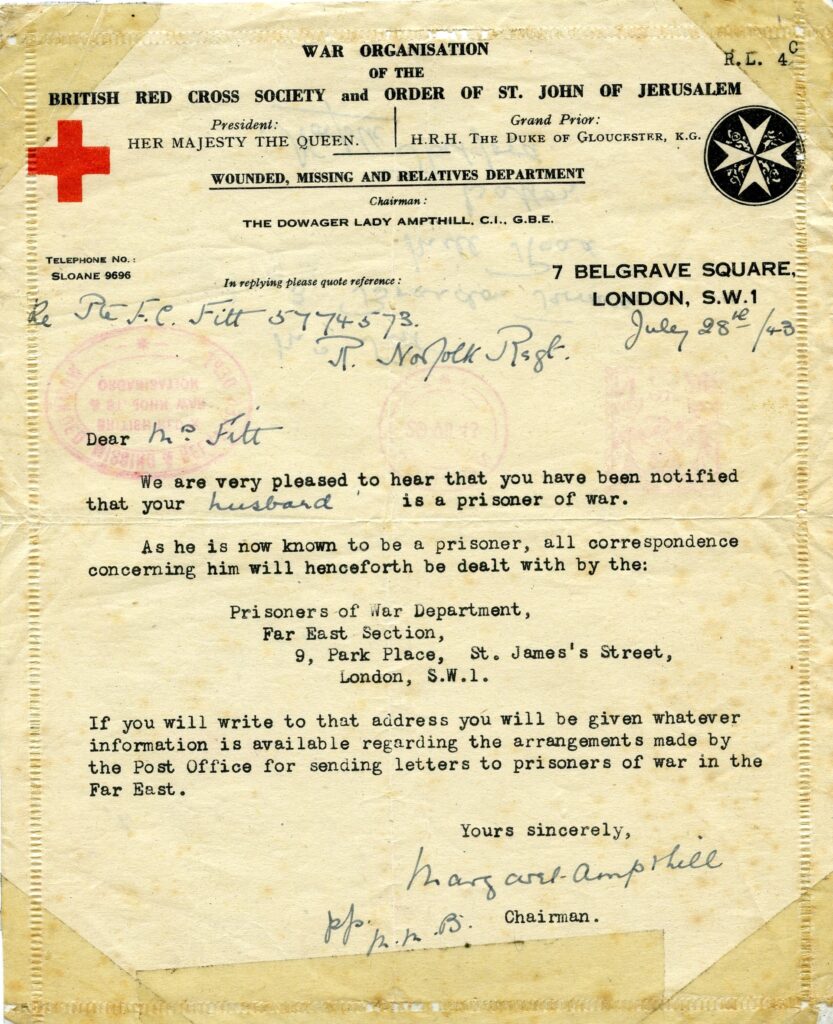 R.L. 4C
WAR ORGANISATION
OF THE
BRITISH RED CROSS SOCIETY and ORDER OF ST. JOHN OF JERUSALEM
President:
HER MAJESTY THE QUEEN.
Grand Prior:
H.R.H. THE DUKE OF GLOUCESTER, K.G.
WOUNDED, MISSING AND RELATIVES DEPARTMENT
Chairman:
THE DOWAGER LADY AMPTHILL, C.I., G.B.E.
TELEPHONE NO.:
SLOANE 9696
In replying please quote reference:
7 BELGRAVE SQUARE,
LONDON, S.W.1
Re Pte F.C. Fitt 5774573.
R. Norfolk Regt.
July 28th /43
Dear Mrs Fitt
We are very pleased to hear that you have been notified
that your husband is a prisoner of war.
As he is now known to be a prisoner, all correspondence
concerning him will henceforth be dealt with by the:
Prisoners of War Department,
Far East Section,
9, Park Place, St. James's Street,
London, S.W.1.
If you will write to that address you will be given whatever
information is available regarding the arrangements made by
the Post Office for sending letters to prisoners of war in the
Far East.
Yours sincerely,
Margaret Ampthill
pp. M.M.B. Chairman.